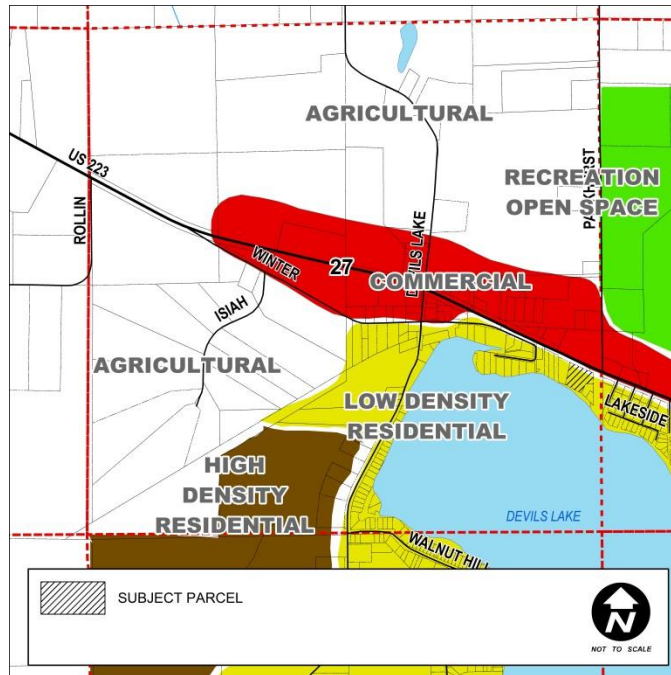 AGRICULTURAL
US 223
ROLLIN
RECREATION
OPEN SPACE
PARKHURST
WINTER
27
DEVILS LAKE
COMMERCIAL
ISIAH
AGRICULTURAL
LOW DENSITY
RESIDENTIAL
LAKESIDE
HIGH
DENSITY
RESIDENTIAL
DEVILS LAKE
WALNUT HILL
SUBJECT PARCEL
N
NOT TO SCALE